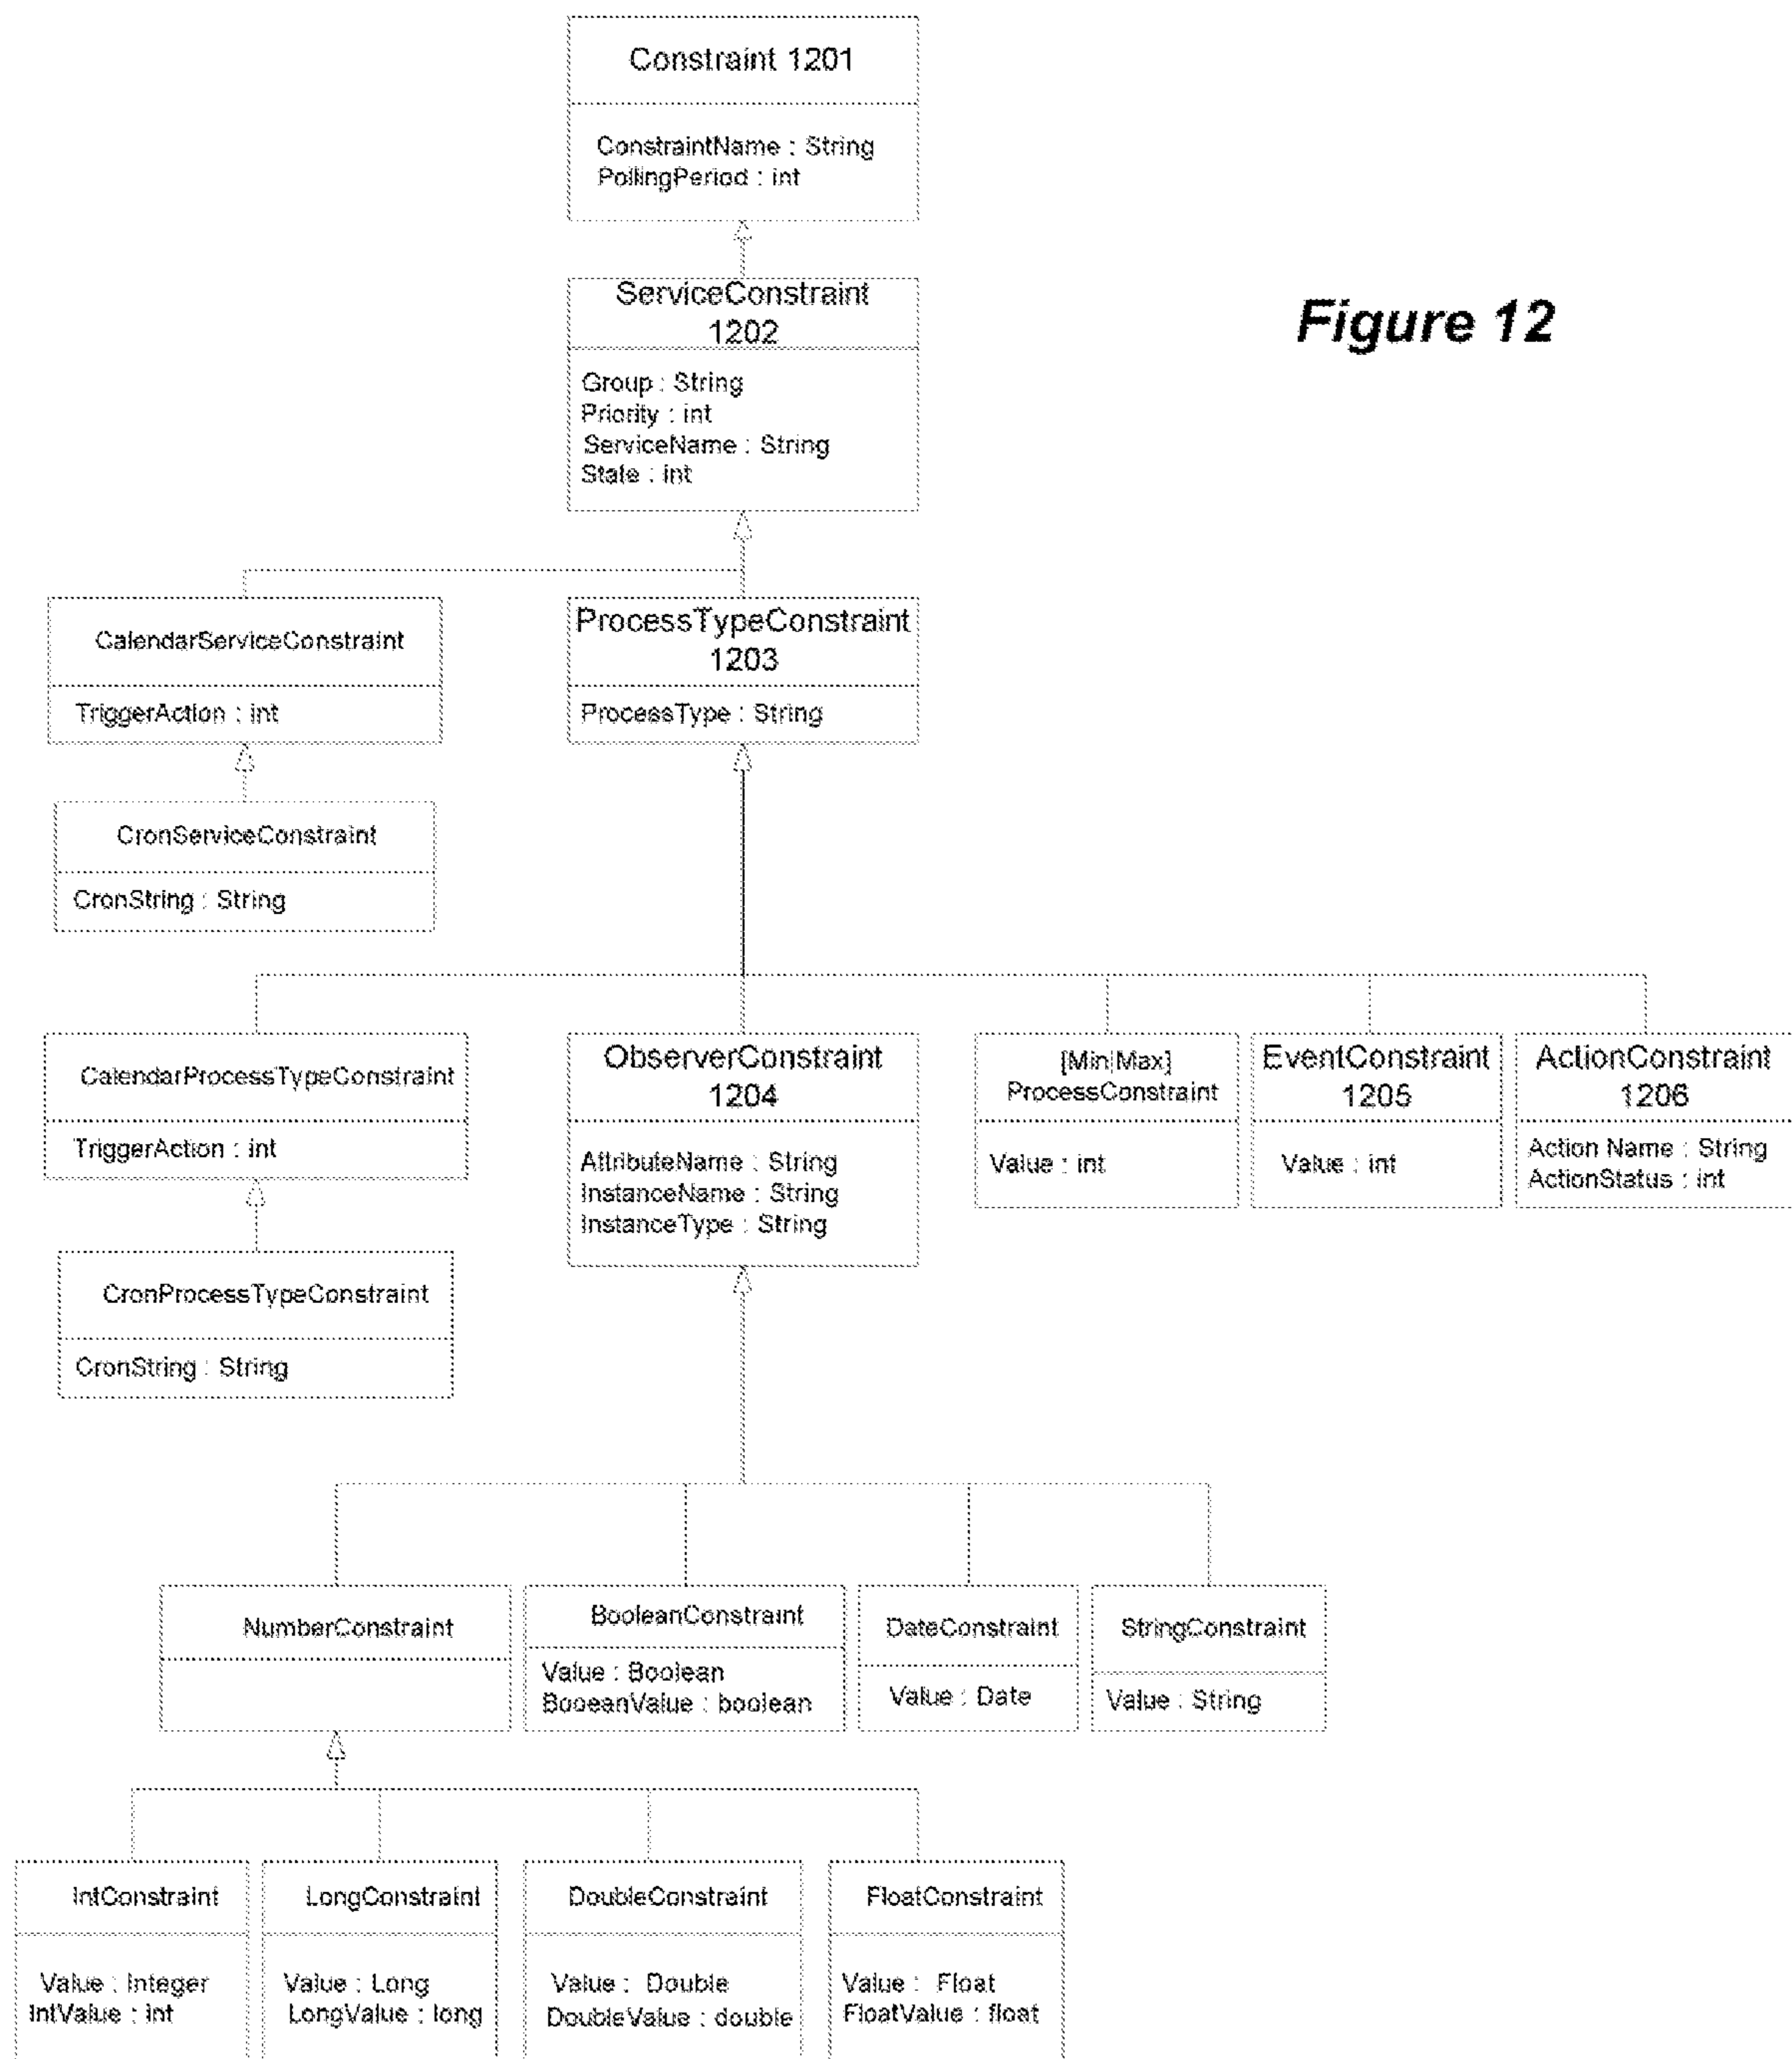 Constraint 1201
ConstraintName : String
PollingPeriod : int
ServiceConstraint
1202
Group : String
Priority : int
ServiceName : String
State : int
Figure 12
CalendarServiceConstraint
TriggerAction : int
ProcessTypeConstraint
1203
ProcessType : String
CronServiceConstraint
CronString : String
CalendarProcessTypeConstraint
TriggerAction : int
ObserverConstraint
1204
AttributeName : String
InstanceName : String
InstanceType : String
[Min|Max]
ProcessConstraint
Value : int
EventConstraint
1205
Value : int
ActionConstraint
1206
Action Name : String
ActionStatus : int
CronProcessTypeConstraint
CronString : String
NumberConstraint
BooleanConstraint
Value : Boolean
BooeanValue : boolean
DateConstraint
Value : Date
StringConstraint
Value : String
IntConstraint
Value : Integer
IntValue : int
LongConstraint
Value : Long
LongValue : long
DoubleConstraint
Value : Double
DoubleValue : double
FloatConstraint
Value : Float
FloatValue : float